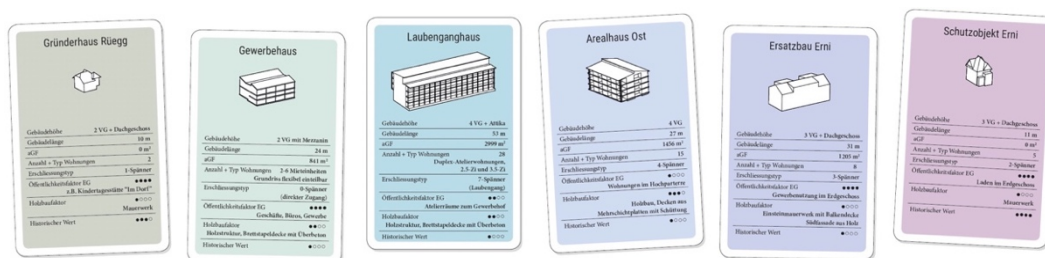 Gründerhaus Rüegg
Gebäudehöhe 2 VG + Dachgeschoss
Gebäudelänge 10 m
aGF 0 m²
Anzahl + Typ Wohnungen 2
Erschliessungstyp 1-Spänner
Öffentlichkeitsfaktor EG ●●●●
z.B. Kindertagesstätte "Im Dorf"
Holzbaufaktor ●○○○
Mauerwerk
Historischer Wert ●●●○
Gewerbehaus
Gebäudehöhe 2 VG mit Mezzanin
Gebäudelänge 24 m
aGF 841 m²
Anzahl + Typ Wohnungen 2-6 Mieteinheiten
Grundriss flexibel einteilbar
Erschliessungstyp 0-Spänner
(direkter Zugang)
Öffentlichkeitsfaktor EG ●●●●
Geschäfte, Büros, Gewerbe
Holzbaufaktor ●●○○
Holzstruktur, Brettstapeldecke mit Überbeton
Historischer Wert ●○○○
Laubenganghaus
Gebäudehöhe 4 VG + Attika
Gebäudelänge 53 m
aGF 2999 m²
Anzahl + Typ Wohnungen 28
Duplex-Atelierwohnungen,
2.5-Zi und 3.5-Zi
Erschliessungstyp 7-Spänner
(Laubengang)
Öffentlichkeitsfaktor EG ●●○○
Atelierräume zum Gewerbehof
Holzbaufaktor ●●○○
Holzstruktur, Brettstapeldecke mit Überbeton
Historischer Wert ●○○○
Arealhaus Ost
Gebäudehöhe 4 VG
Gebäudelänge 27 m
aGF 1456 m²
Anzahl + Typ Wohnungen 15
Erschliessungstyp 4-Spänner
Öffentlichkeitsfaktor EG ●○○○
Wohnungen im Hochparterre
Holzbaufaktor ●●●○
Holzbau, Decken aus
Mehrschichtplatten mit Schüttung
Historischer Wert ●○○○
Ersatzbau Erni
Gebäudehöhe 3 VG + Dachgeschoss
Gebäudelänge 31 m
aGF 1205 m²
Anzahl + Typ Wohnungen 8
Erschliessungstyp 3-Spänner
Öffentlichkeitsfaktor EG ●●●●
Gewerbenutzung im Erdgeschoss
Holzbaufaktor ●○○○
Einsteinmauerwerk mit Balkendecke
Südfassade aus Holz
Historischer Wert ●○○○
Schutzobjekt Erni
Gebäudehöhe 3 VG + Dachgeschoss
Gebäudelänge 11 m
aGF 0 m²
Anzahl + Typ Wohnungen 5
Erschliessungstyp 2-Spänner
Öffentlichkeitsfaktor EG ●●●●
Laden im Erdgeschoss
Holzbaufaktor ●○○○
Mauerwerk
Historischer Wert ●●●●